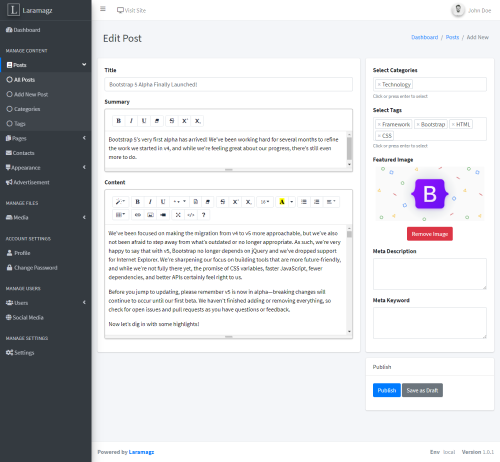 L Laramagz
Dashboard
MANAGE CONTENT
Posts
All Posts
Add New Post
Categories
Tags
Pages
Contacts
Appearance
Advertisement
MANAGE FILES
Media
ACCOUNT SETTINGS
Profile
Change Password
MANAGE USERS
Users
Social Media
MANAGE SETTINGS
Settings
Visit Site
John Doe
Edit Post
Dashboard / Posts / Add New
Title
Bootstrap 5 Alpha Finally Launched!
Summary
B I U S X² X₂
Bootstrap 5's very first alpha has arrived! We've been working hard for several months to refine
the work we started in v4, and while we're feeling great about our progress, there's still even
more to do.
Content
B I U S X² X₂ A
</> ?
We've been focused on making the migration from v4 to v5 more approachable, but we've also
not been afraid to step away from what's outdated or no longer appropriate. As such, we're very
happy to say that with v5, Bootstrap no longer depends on jQuery and we've dropped support
for Internet Explorer. We're sharpening our focus on building tools that are more future-friendly,
and while we're not fully there yet, the promise of CSS variables, faster JavaScript, fewer
dependencies, and better APIs certainly feel right to us.
Before you jump to updating, please remember v5 is now in alpha—breaking changes will
continue to occur until our first beta. We haven't finished adding or removing everything, so
check for open issues and pull requests as you have questions or feedback.
Now let's dig in with some highlights!
Select Categories
× Technology
Click or press enter to select
Select Tags
× Framework × Bootstrap × HTML
× CSS
Click or press enter to select
Featured Image
B
Remove Image
Meta Description
Meta Keyword
Publish
Publish Save as Draft
Powered by Laramagz
Env local Version 1.0.1